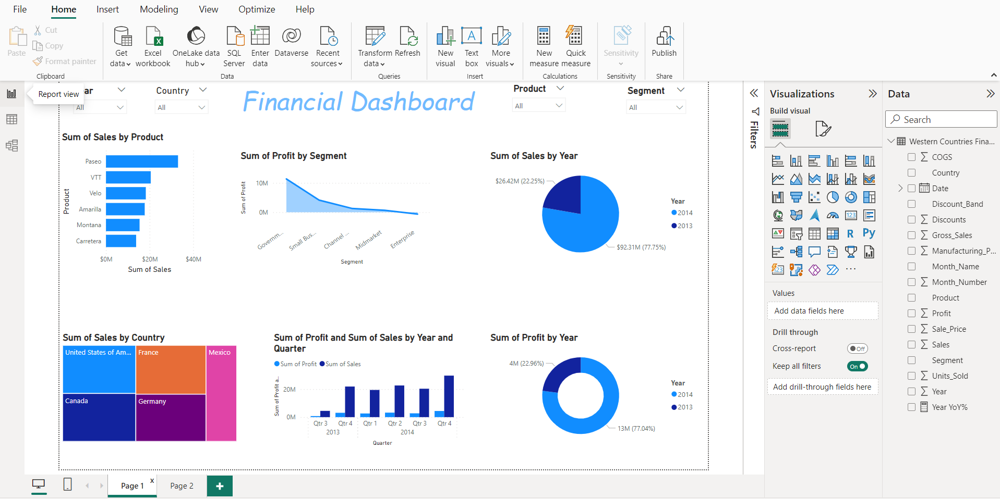 File Home Insert Modeling View Optimize Help
Paste
Cut
Copy
Format painter
Clipboard
Get data
Excel workbook
OneLake data hub
SQL Server
Enter data
Dataverse
Recent sources
Data
Transform data
Refresh
Queries
New visual
Text box
More visuals
Insert
New measure
Quick measure
Calculations
Sensitivity
Sensitivity
Publish
Share
Report view
ar
All
Country
All
Financial Dashboard
Product
All
Segment
All
Sum of Sales by Product
Product
Paseo
VTT
Velo
Amarilla
Montana
Carretera
$0M $20M $40M
Sum of Sales
Sum of Profit by Segment
Sum of Profit
10M
0M
Governm...
Small Bus...
Channel ...
Midmarket
Enterprise
Segment
Sum of Sales by Year
$26.42M (22.25%)
$92.31M (77.75%)
Year
2014
2013
Sum of Sales by Country
United States of Am...
France
Mexico
Canada
Germany
Sum of Profit and Sum of Sales by Year and
Quarter
Sum of Profit Sum of Sales
Sum of Profit a...
20M
0M
Qtr 3 Qtr 4 Qtr 1 Qtr 2 Qtr 3 Qtr 4
2013 2014
Quarter
Sum of Profit by Year
4M (22.96%)
13M (77.04%)
Year
2014
2013
Page 1 x
Page 2
+
Filters
Visualizations
Build visual
123
R
Py
123
...
Values
Add data fields here
Drill through
Cross-report
Off
Keep all filters
On
Add drill-through fields here
Data
Search
Western Countries Fina...
COGS
Country
Date
Discount_Band
Discounts
Gross_Sales
Manufacturing_P...
Month_Name
Month_Number
Product
Profit
Sale_Price
Sales
Segment
Units_Sold
Year
Year YoY%